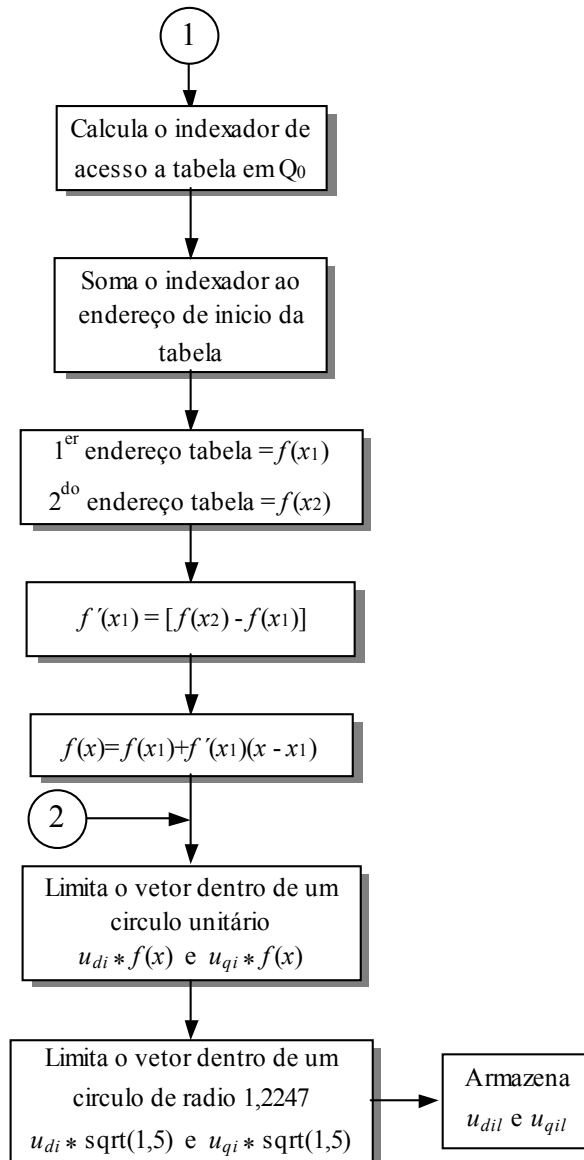 1
Calcula o indexador de
acesso a tabela em Q0
Soma o indexador ao
endereço de inicio da
tabela
1er endereço tabela = f(x1)
2do endereço tabela = f(x2)
f´(x1) = [f(x2) - f(x1)]
f(x)= f(x1)+f´(x1)(x - x1)
2
Limita o vetor dentro de um
circulo unitário
udi * f(x) e uqi * f(x)
Limita o vetor dentro de um
circulo de radio 1,2247
udi * sqrt(1,5) e uqi * sqrt(1,5)
Armazena
udil e uqil